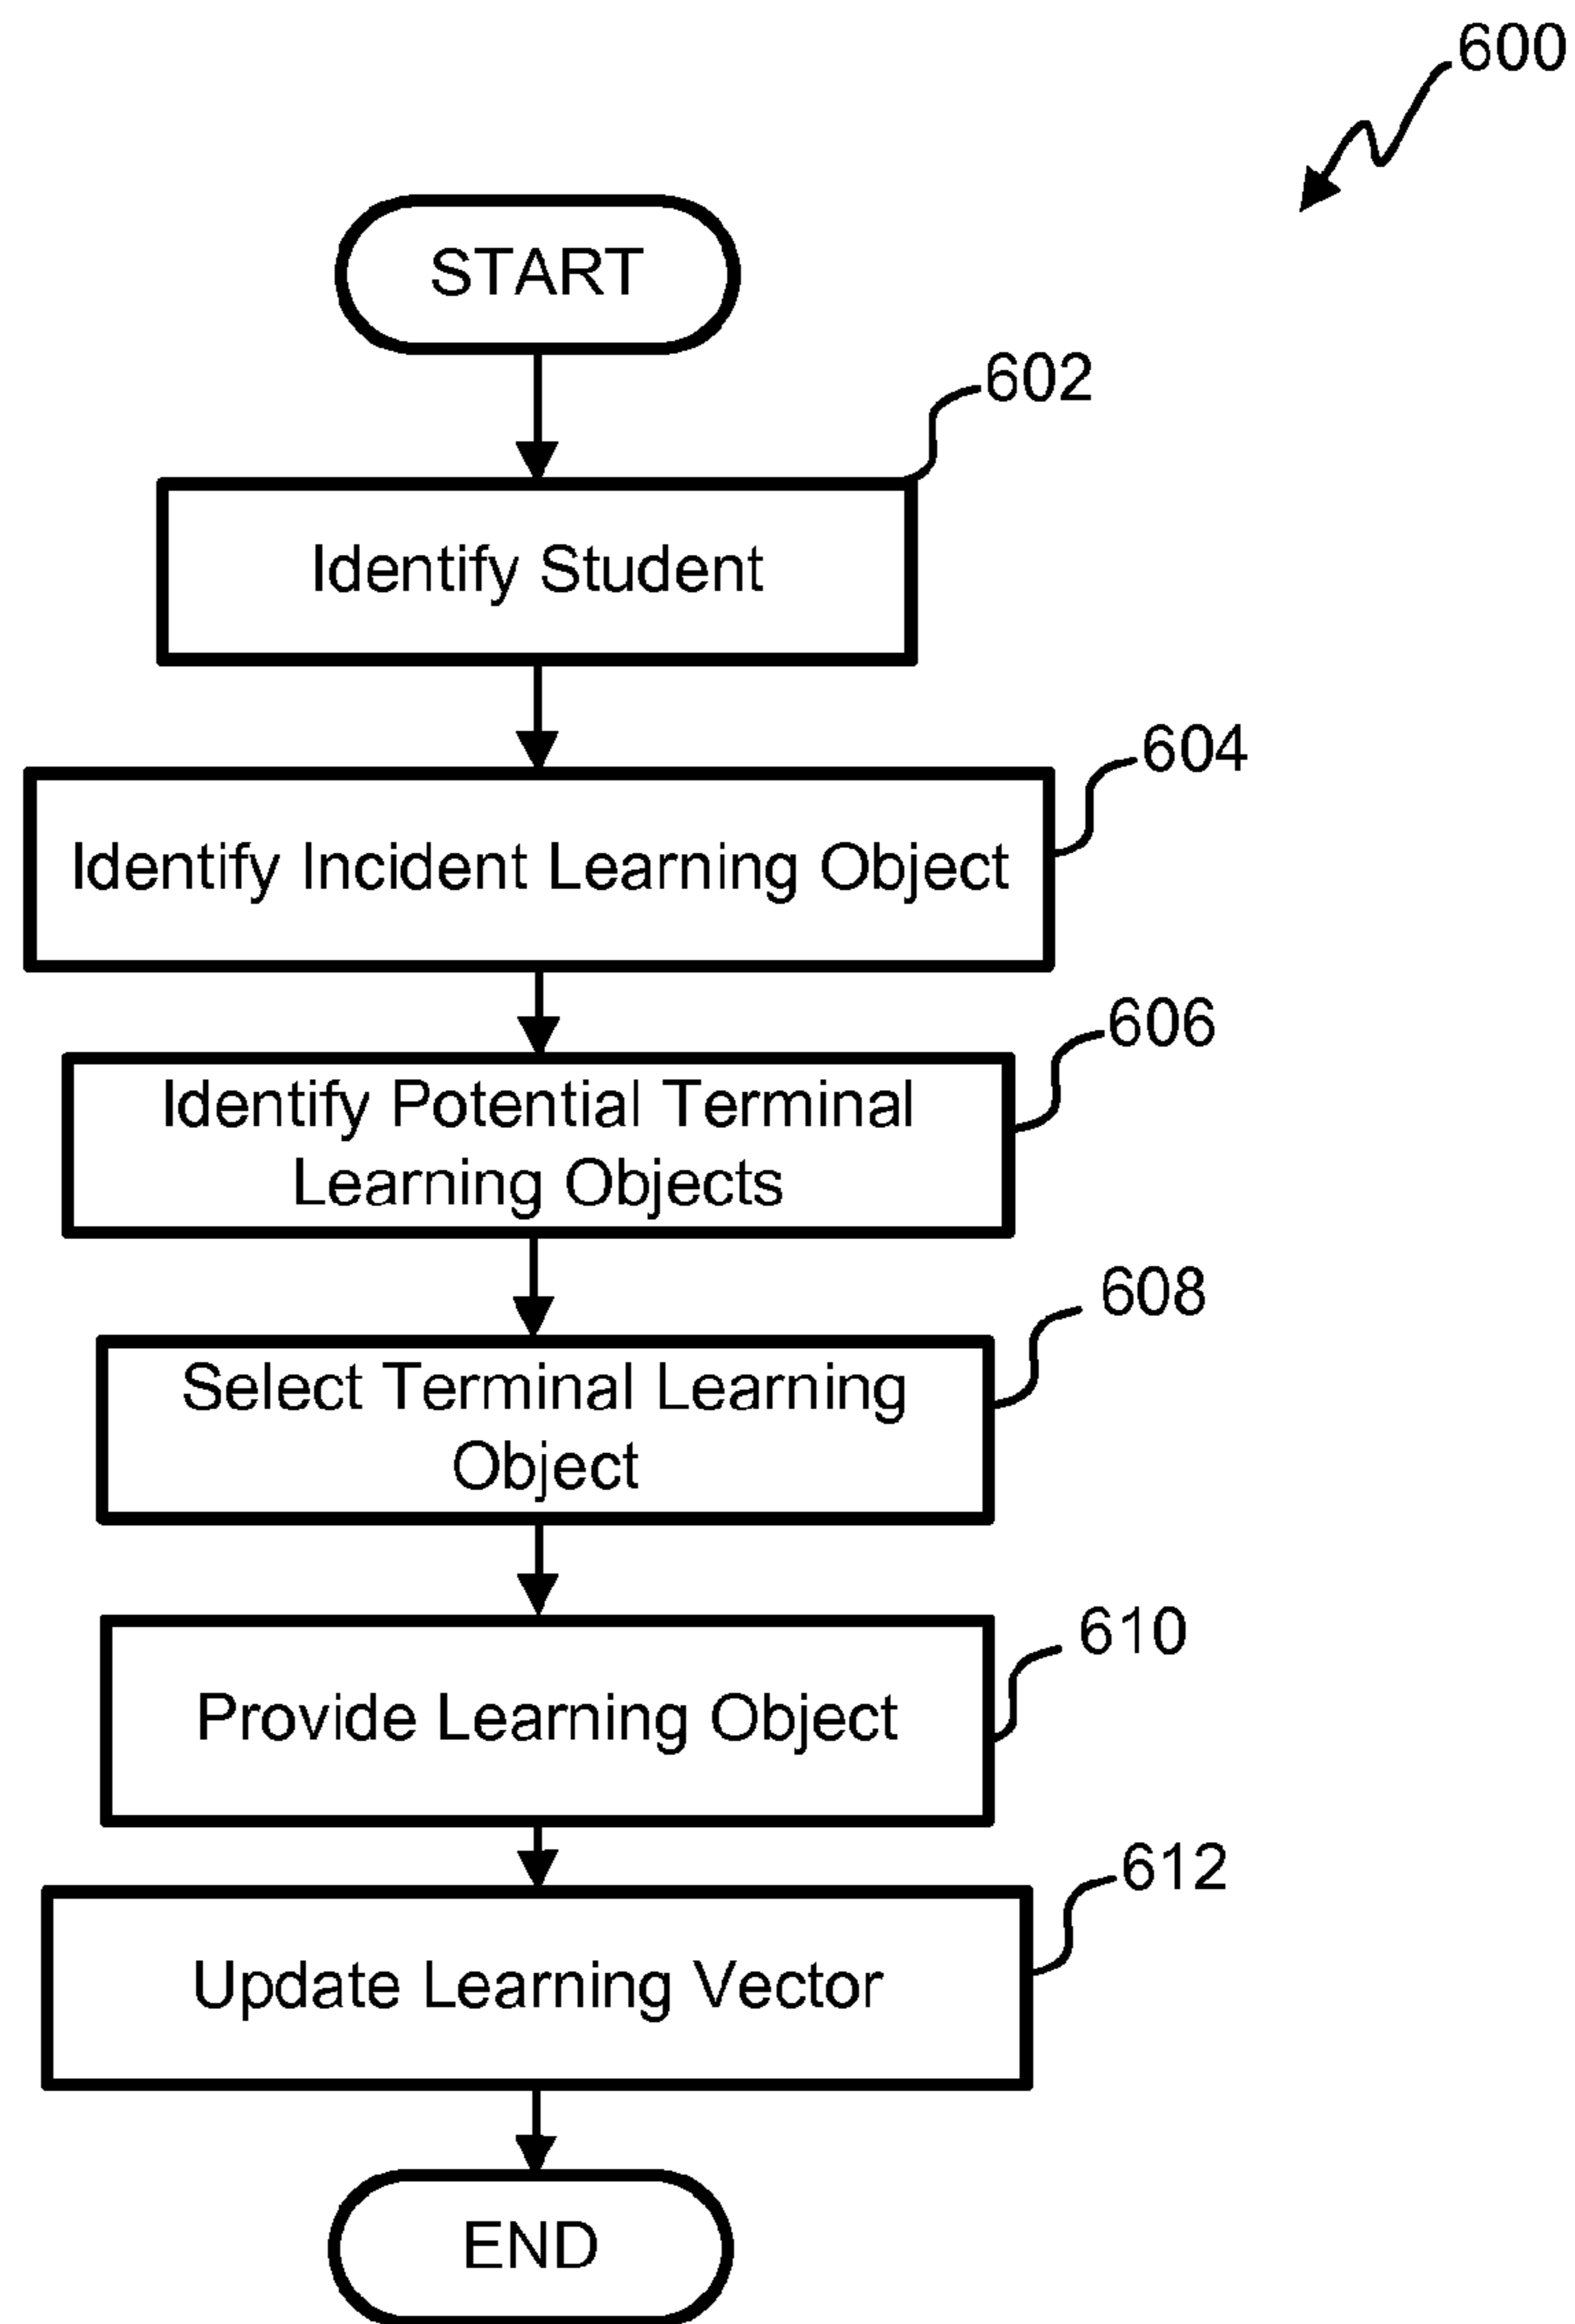 600
START
602
Identify Student
604
Identify Incident Learning Object
606
Identify Potential Terminal
Learning Objects
608
Select Terminal Learning
Object
610
Provide Learning Object
612
Update Learning Vector
END